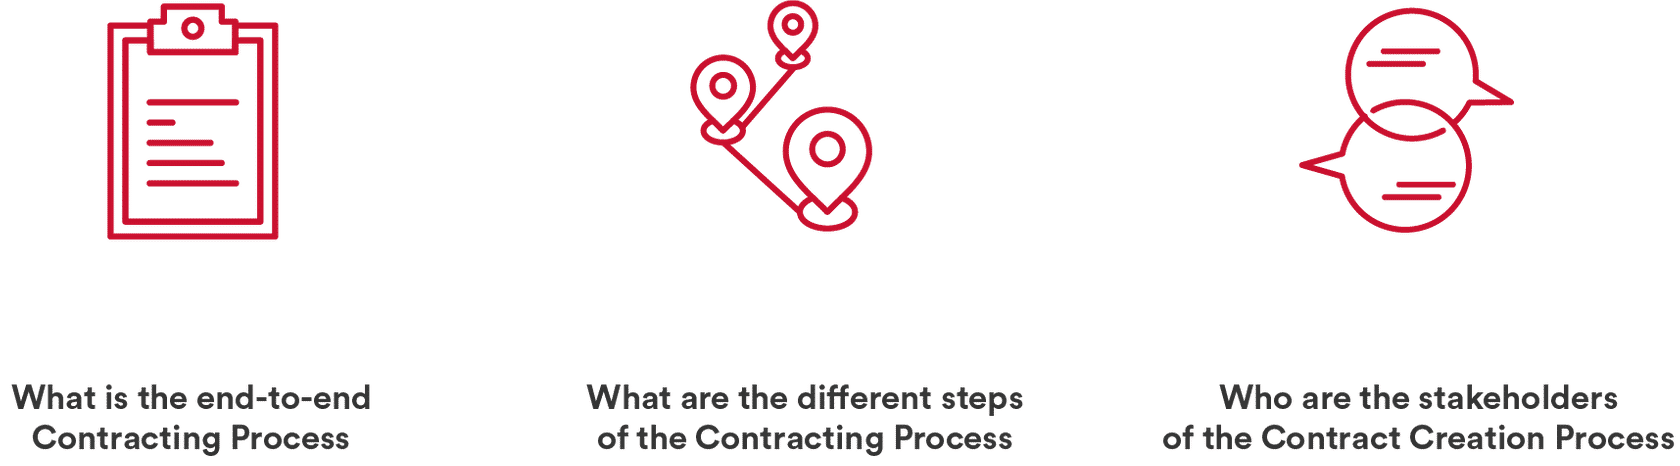 What is the end-to-end
Contracting Process
What are the different steps
of the Contracting Process
Who are the stakeholders
of the Contract Creation Process